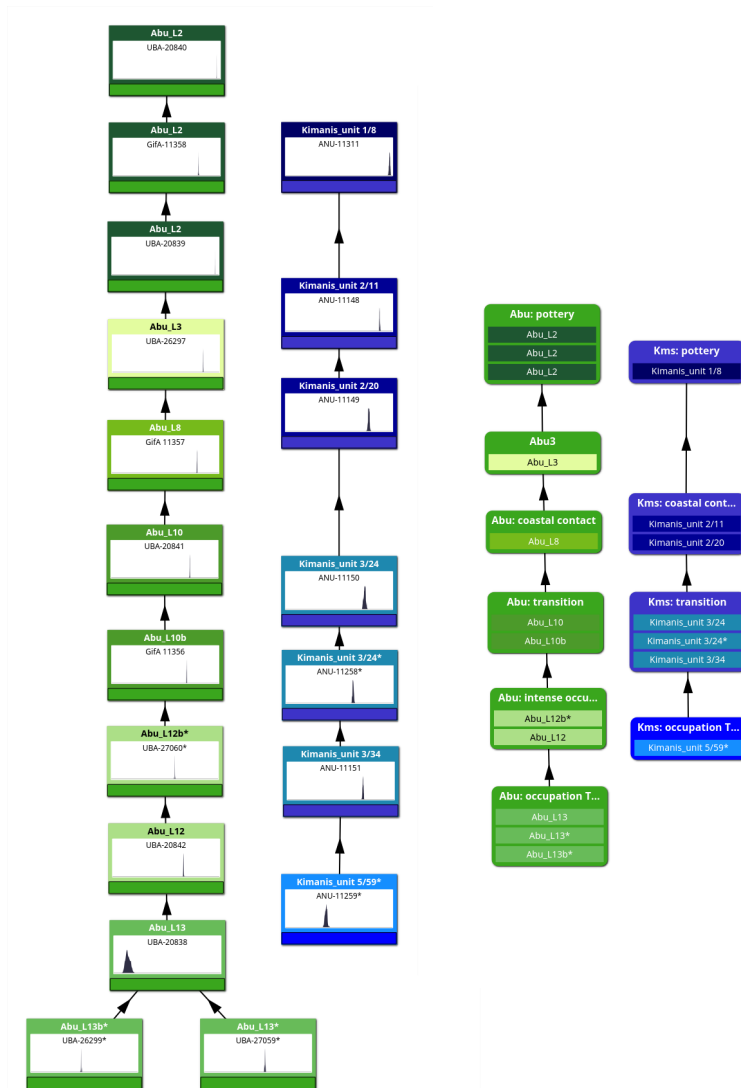 Abu_L2
UBA-20840
Abu_L2
GifA-11358
Abu_L2
UBA-20839
Abu_L3
UBA-26297
Abu_L8
GifA 11357
Abu_L10
UBA-20841
Abu_L10b
GifA 11356
Abu_L12b*
UBA-27060*
Abu_L12
UBA-20842
Abu_L13
UBA-20838
Abu_L13b*
UBA-26299*
Abu_L13*
UBA-27059*
Kimanis_unit 1/8
ANU-11311
Kimanis_unit 2/11
ANU-11148
Kimanis_unit 2/20
ANU-11149
Kimanis_unit 3/24
ANU-11150
Kimanis_unit 3/24*
ANU-11258*
Kimanis_unit 3/34
ANU-11151
Kimanis_unit 5/59*
ANU-11259*
Abu: pottery
Abu_L2
Abu_L2
Abu_L2
Abu3
Abu_L3
Abu: coastal contact
Abu_L8
Abu: transition
Abu_L10
Abu_L10b
Abu: intense occu...
Abu_L12b*
Abu_L12
Abu: occupation T...
Abu_L13
Abu_L13*
Abu_L13b*
Kms: pottery
Kimanis_unit 1/8
Kms: coastal cont...
Kimanis_unit 2/11
Kimanis_unit 2/20
Kms: transition
Kimanis_unit 3/24
Kimanis_unit 3/24*
Kimanis_unit 3/34
Kms: occupation T...
Kimanis_unit 5/59*